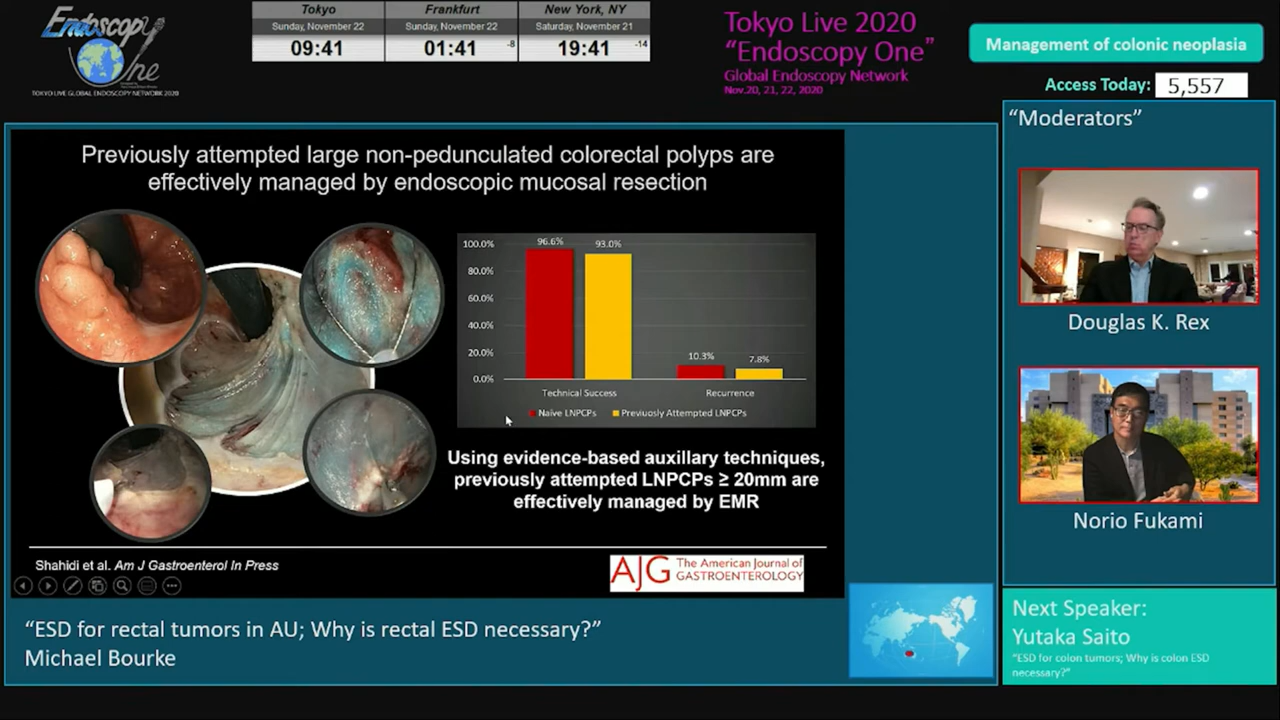 Endoscopy
One
TOKYO LIVE GLOBAL ENDOSCOPY NETWORK 2020
Tokyo
Sunday, November 22
09:41
Frankfurt
Sunday, November 22
01:41
-8
New York, NY
Saturday, November 21
19:41
-14
Tokyo Live 2020
“Endoscopy One”
Global Endoscopy Network
Nov.20, 21, 22, 2020
Management of colonic neoplasia
Access Today: 5,557
Previously attempted large non-pedunculated colorectal polyps are
effectively managed by endoscopic mucosal resection
100.0%
80.0%
60.0%
40.0%
20.0%
0.0%
96.6%
93.0%
10.3%
7.8%
Technical Success
Recurrence
Naïve LNPCPs
Previuosly Attempted LNPCPs
Using evidence-based auxillary techniques,
previously attempted LNPCPs ≥ 20mm are
effectively managed by EMR
Shahidi et al. Am J Gastroenterol In Press
AJG The American Journal of
GASTROENTEROLOGY
“ESD for rectal tumors in AU; Why is rectal ESD necessary?”
Michael Bourke
“Moderators”
Douglas K. Rex
Norio Fukami
Next Speaker:
Yutaka Saito
“ESD for colon tumors; Why is colon ESD
necessary?”